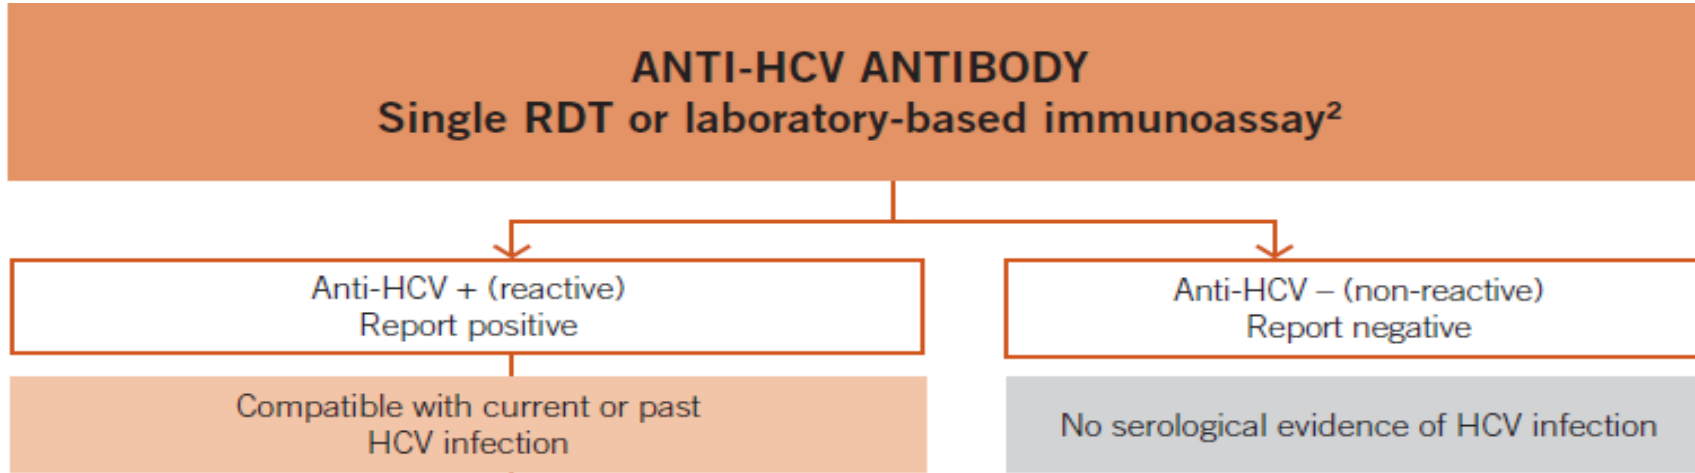 ANTI-HCV ANTIBODY
Single RDT or laboratory-based immunoassay²
Anti-HCV + (reactive)
Report positive
Anti-HCV – (non-reactive)
Report negative
Compatible with current or past
HCV infection
No serological evidence of HCV infection